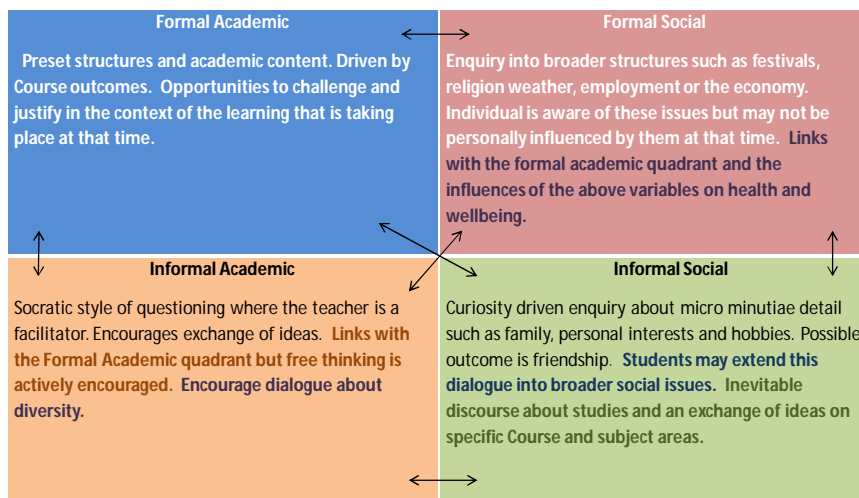 Formal Academic
Preset structures and academic content. Driven by
Course outcomes. Opportunities to challenge and
justify in the context of the learning that is taking
place at that time.
Formal Social
Enquiry into broader structures such as festivals,
religion weather, employment or the economy.
Individual is aware of these issues but may not be
personally influenced by them at that time. Links
with the formal academic quadrant and the
influences of the above variables on health and
wellbeing.
Informal Academic
Socratic style of questioning where the teacher is a
facilitator. Encourages exchange of ideas. Links with
the Formal Academic quadrant but free thinking is
actively encouraged. Encourage dialogue about
diversity.
Informal Social
Curiosity driven enquiry about micro minutiae detail
such as family, personal interests and hobbies. Possible
outcome is friendship. Students may extend this
dialogue into broader social issues. Inevitable
discourse about studies and an exchange of ideas on
specific Course and subject areas.